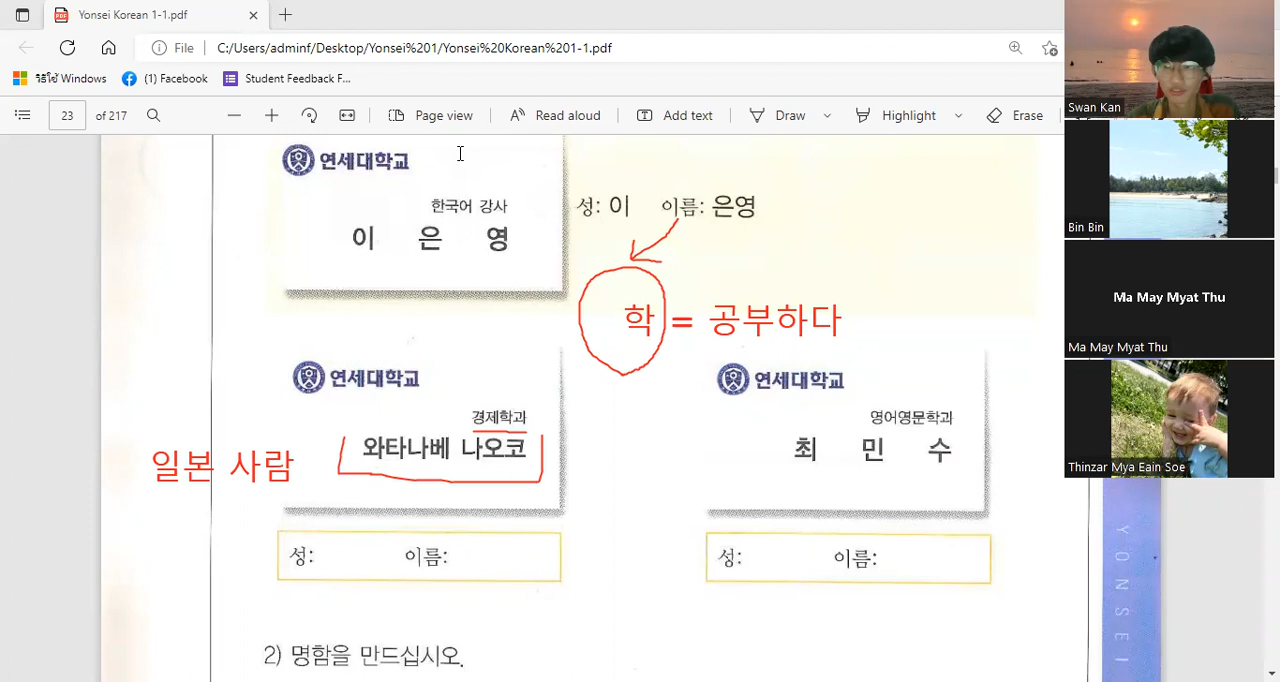 Yonsei Korean 1-1.pdf
File C:/Users/adminf/Desktop/Yonsei%201/Yonsei%20Korean%201-1.pdf
วิธีใช้ Windows (1) Facebook Student Feedback F...
23 of 217 Page view Read aloud Add text Draw Highlight Erase
연세대학교
한국어 강사
이 은 영
성: 이 이름: 은영
학 = 공부하다
연세대학교
경제학과
와타나베 나오코
일본 사람
성: 이름:
연세대학교
영어영문학과
최 민 수
성: 이름:
2) 명함을 만드십시오.
YONSEI
Swan Kan
Bin Bin
Ma May Myat Thu
Ma May Myat Thu
Thinzar Mya Eain Soe